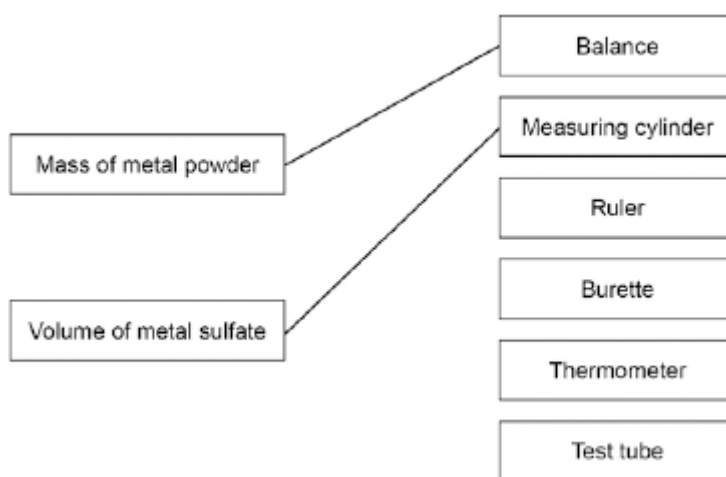 Balance
Measuring cylinder
Mass of metal powder
Ruler
Burette
Volume of metal sulfate
Thermometer
Test tube